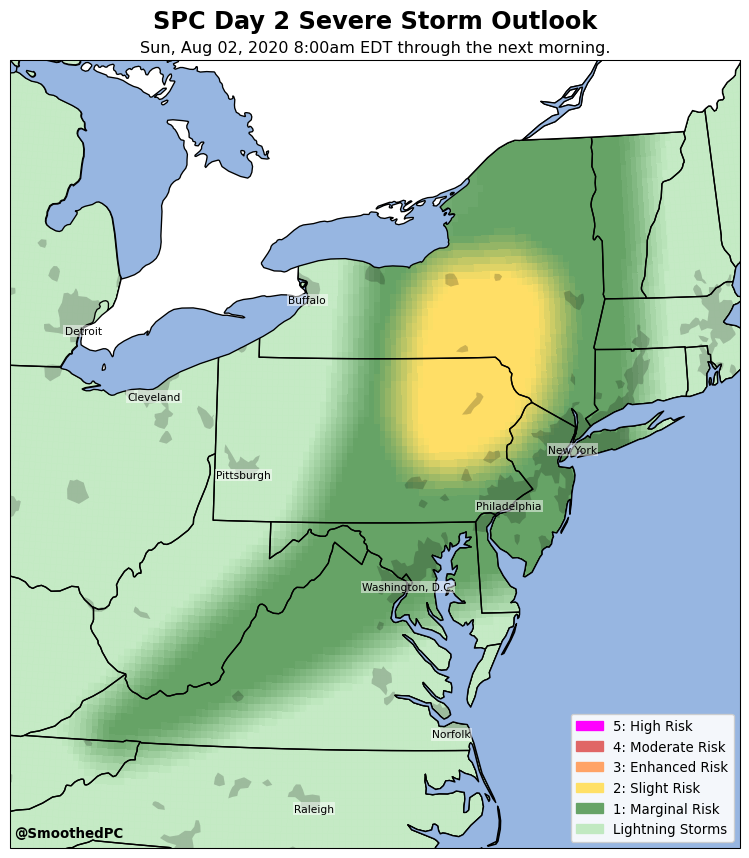 SPC Day 2 Severe Storm Outlook
Sun, Aug 02, 2020 8:00am EDT through the next morning.
Buffalo
Detroit
Cleveland
New York
Pittsburgh
Philadelphia
Washington, D.C.
Norfolk
Raleigh
5: High Risk
4: Moderate Risk
3: Enhanced Risk
2: Slight Risk
1: Marginal Risk
Lightning Storms
@SmoothedPC